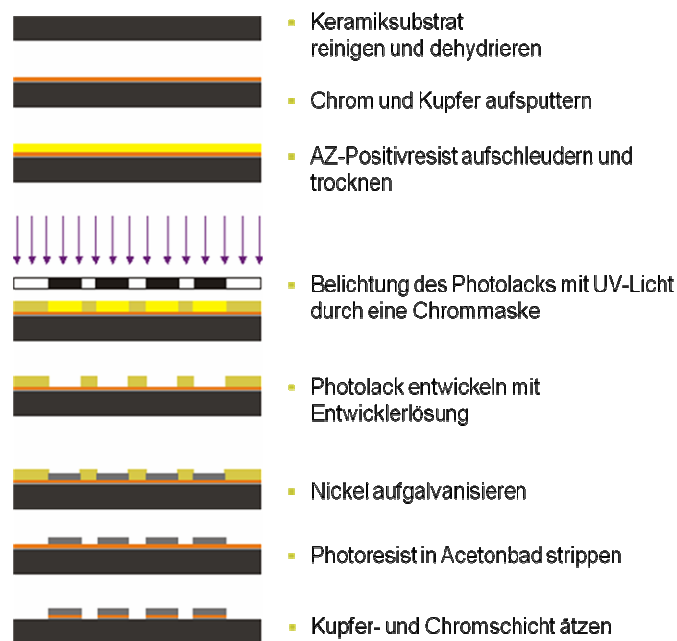 Keramiksubstrat
reinigen und dehydrieren
Chrom und Kupfer aufsputtern
AZ-Positivresist aufschleudern und
trocknen
Belichtung des Photolacks mit UV-Licht
durch eine Chrommaske
Photolack entwickeln mit
Entwicklerlösung
Nickel aufgalvanisieren
Photoresist in Acetonbad strippen
Kupfer- und Chromschicht ätzen